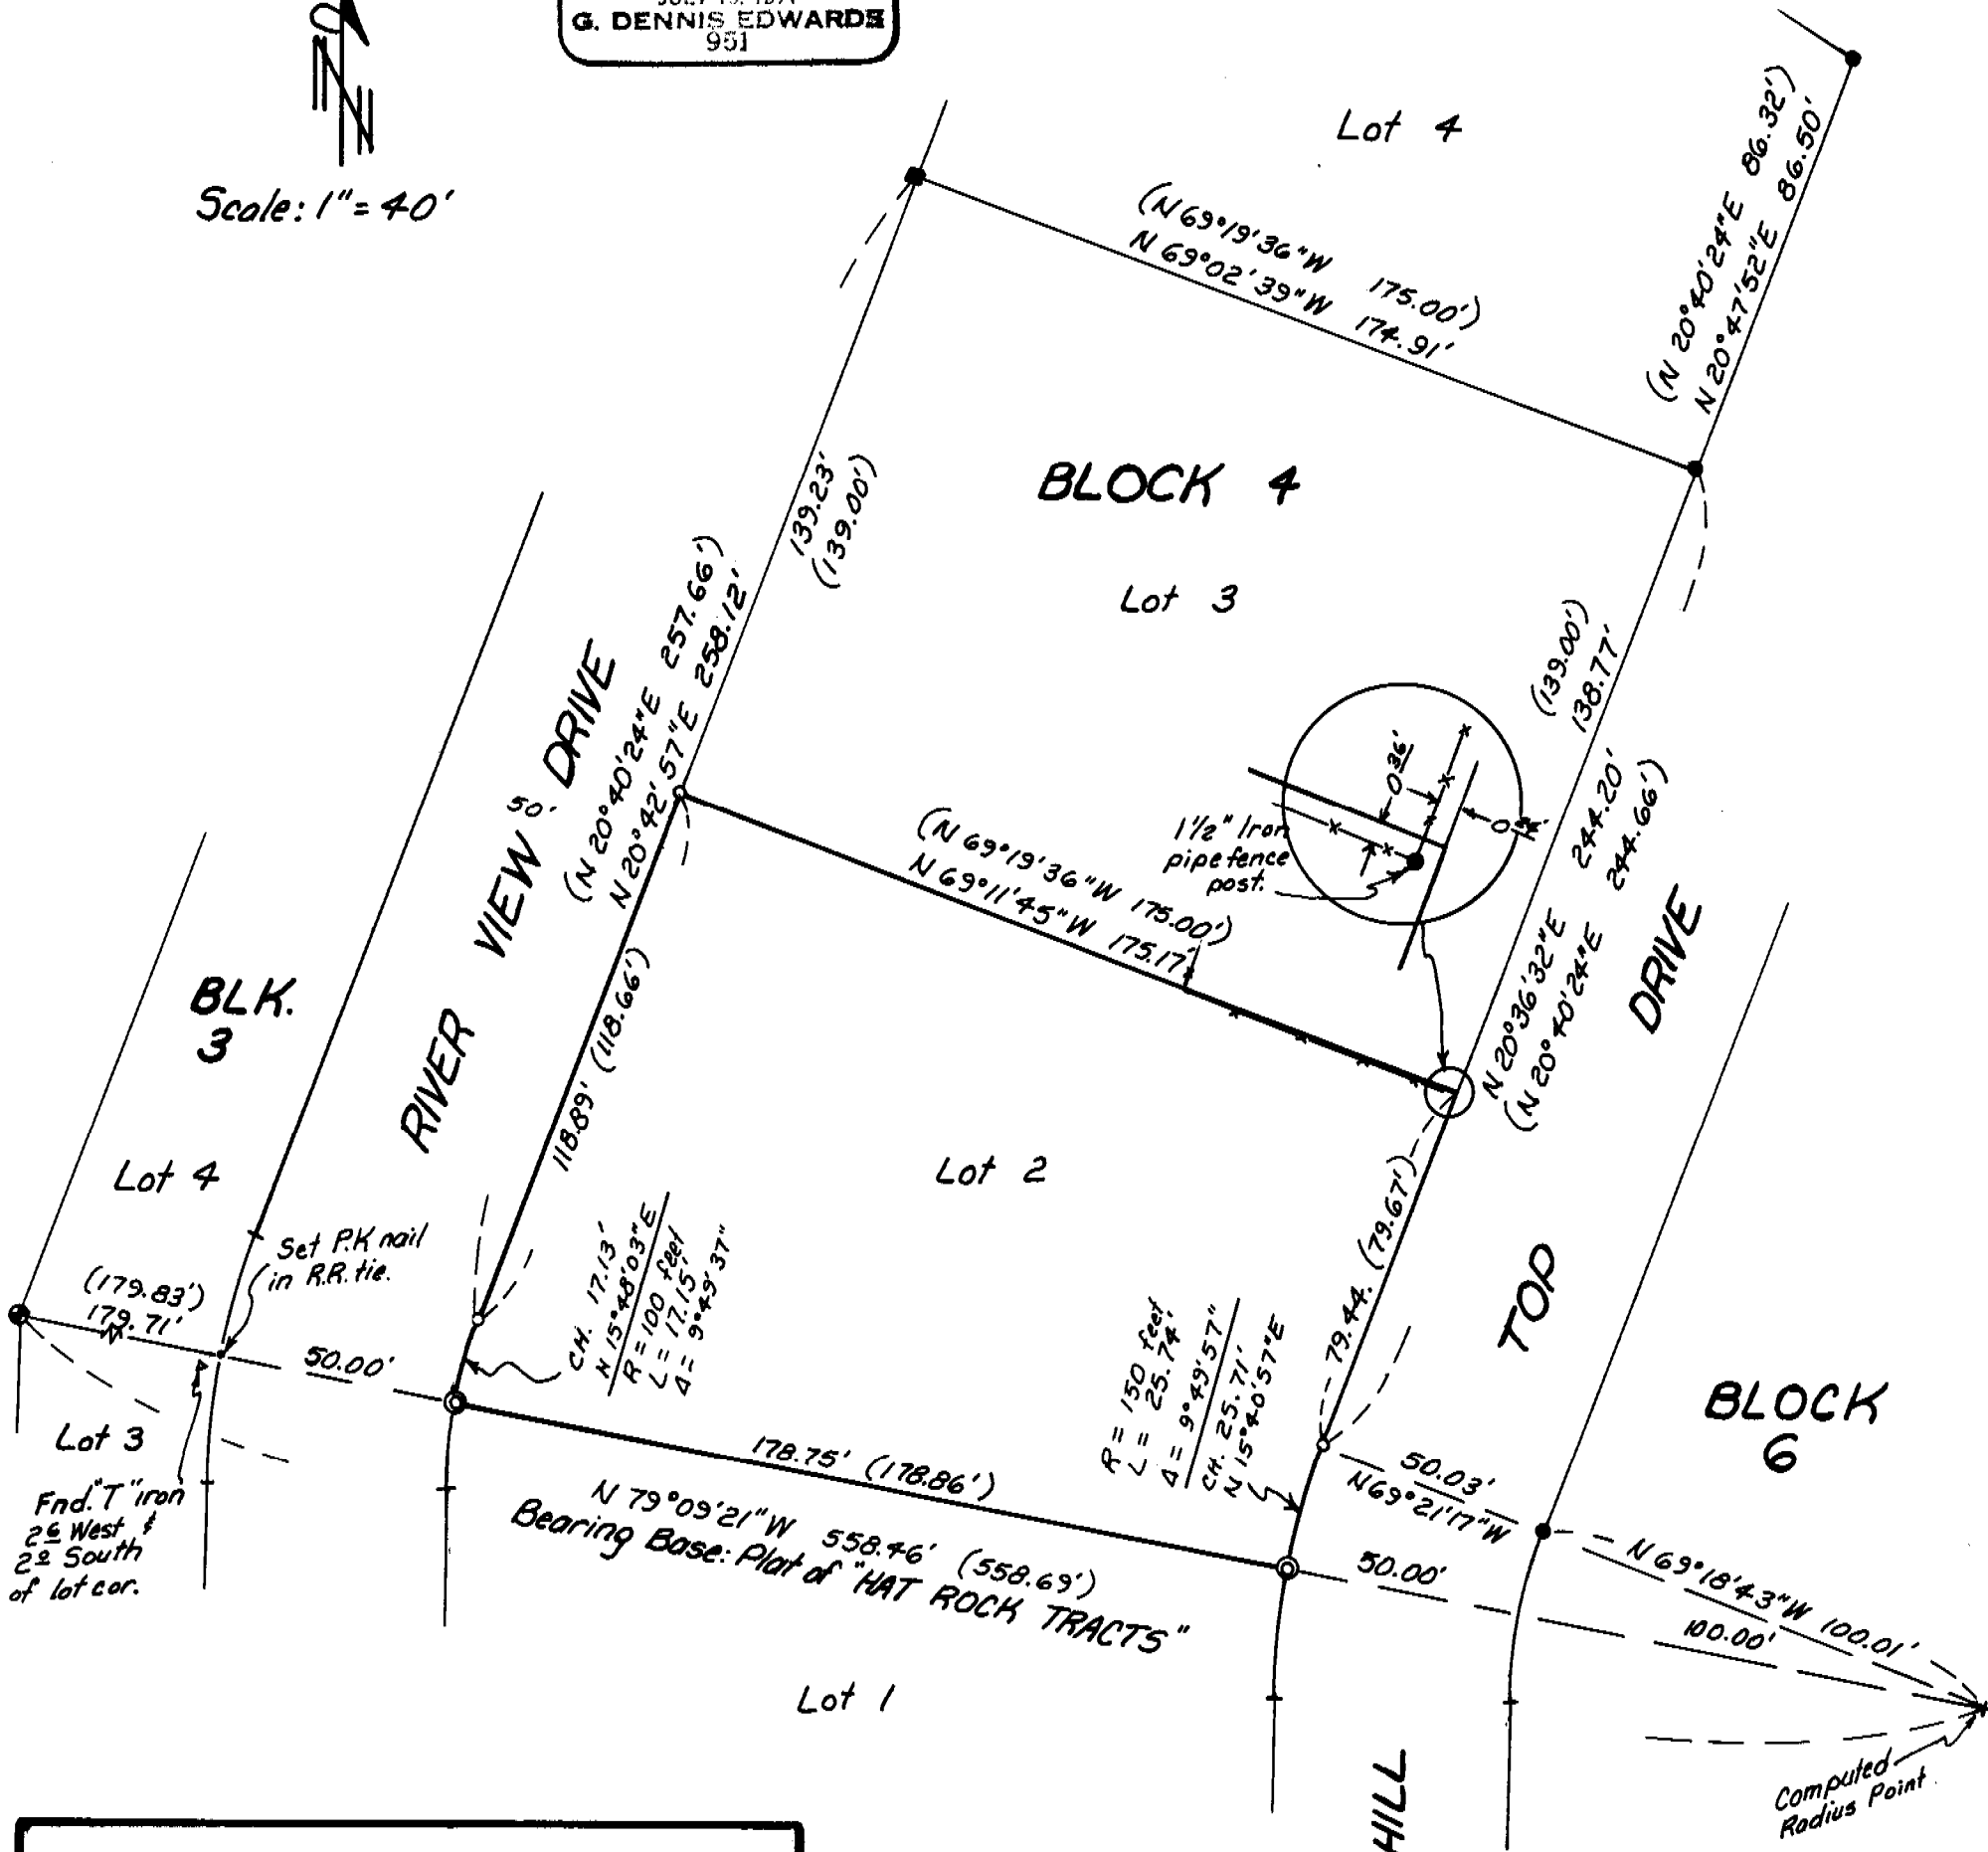 G. DENNIS EDWARDS
951
N
Scale: 1" = 40'
Lot 4
(N 69°19'36"W 175.00')
N 69°02'39"W 174.91'
(N 20°40'24"E 86.32')
N 20°47'52"E 86.50'
BLOCK 4
Lot 3
139.23'
(139.00')
(139.00')
138.77'
RIVER VIEW DRIVE
50'
(N 20°40'24"E 257.66')
N 20°42'57"E 258.12'
1 1/2" Iron
pipe fence
post.
0.36'
(N 69°19'36"W 175.00')
N 69°11'45"W 175.17'
N 20°36'32"E 244.20'
(N 20°40'24"E 244.66')
HILL TOP DRIVE
BLK.
3
Lot 4
118.89' (118.66')
Lot 2
79.44' (79.67')
Set P.K nail
in R.R. tie.
(179.83')
179.71'
50.00'
CH. 17.13'
N 15°48'03"E
R = 100 feet
L = 17.15'
Δ = 9°49'37"
R = 150 feet
L = 25.74'
Δ = 9°49'57"
CH. 25.71'
N 15°40'57"E
BLOCK
6
Lot 3
Fnd. "T" iron
2.6 West &
2.2 South
of lot cor.
178.75' (178.86')
N 79°09'21"W 558.46' (558.69')
Bearing Base: Plat of "HAT ROCK TRACTS"
50.03'
N69°21'17"W
50.00'
N 69°18'43"W 100.01'
100.00'
Lot 1
Computed
Radius Point